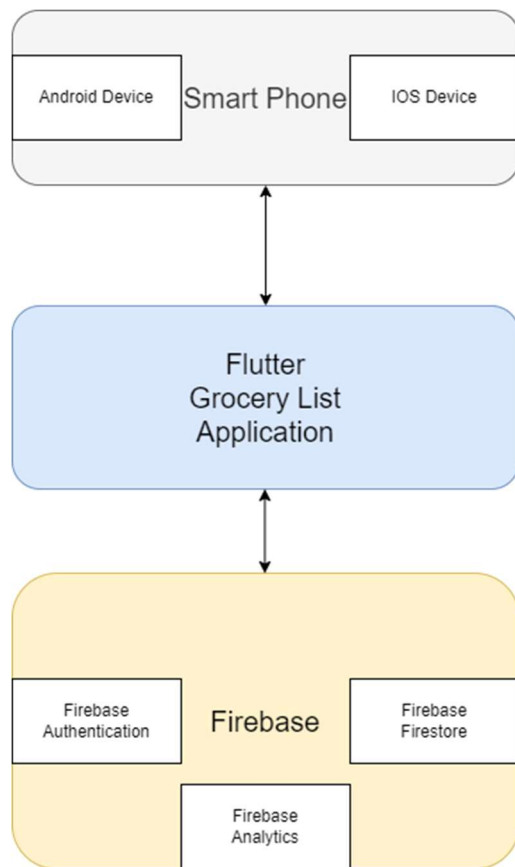 Android Device
Smart Phone
IOS Device
Flutter
Grocery List
Application
Firebase
Authentication
Firebase
Firebase
Firestore
Firebase
Analytics